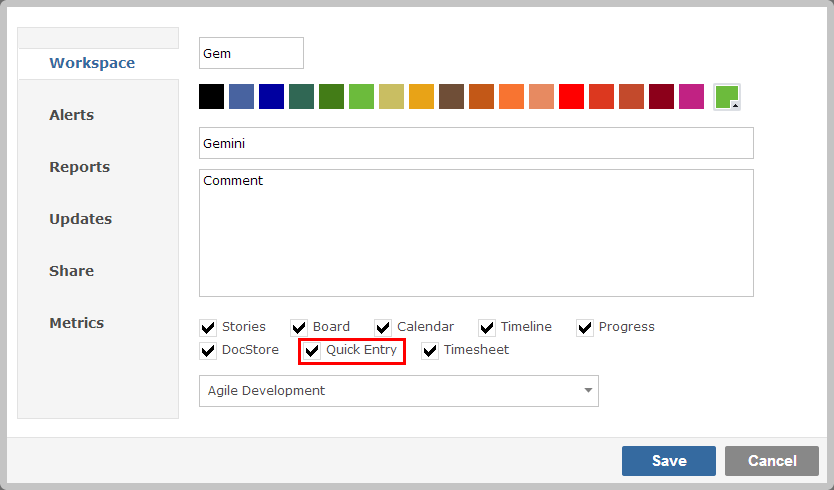 Gem
Workspace
Alerts
Reports
Updates
Share
Metrics
Gemini
Comment
Stories Board Calendar Timeline Progress
DocStore Quick Entry Timesheet
Agile Development
Save Cancel